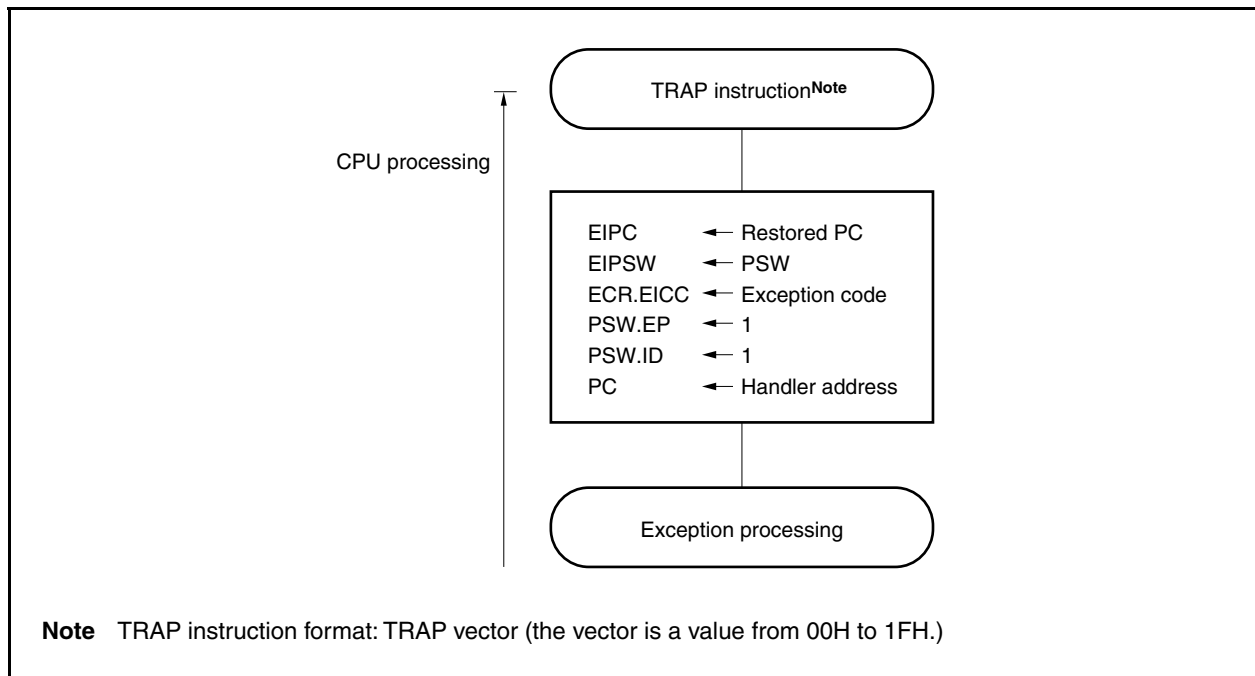 TRAP instructionNote
CPU processing
EIPC ← Restored PC
EIPSW ← PSW
ECR.EICC ← Exception code
PSW.EP ← 1
PSW.ID ← 1
PC ← Handler address
Exception processing
Note TRAP instruction format: TRAP vector (the vector is a value from 00H to 1FH.)